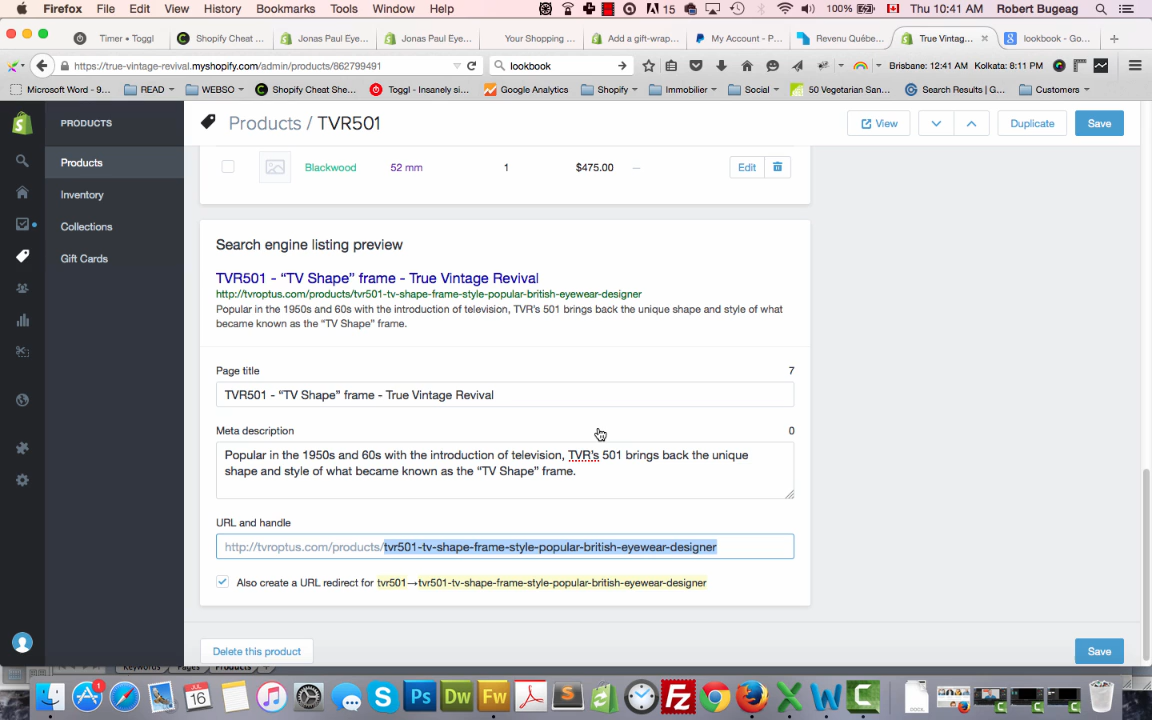 Firefox File Edit View History Bookmarks Tools Window Help 15 100% Thu 10:41 AM Robert Bugeag
Timer • Toggl Shopify Cheat ... Jonas Paul Eye... Jonas Paul Eye... Your Shopping ... Add a gift-wrap... My Account - P... Revenu Québe... True Vintag... lookbook - Go...
https://true-vintage-revival.myshopify.com/admin/products/862799491 lookbook Brisbane: 12:41 AM Kolkata: 8:11 PM
Microsoft Word - 9... READ WEBSO Shopify Cheat She... Toggl - Insanely si... Google Analytics Shopify Immobilier Social 50 Vegetarian San... Search Results | G... Customers
PRODUCTS
Products / TVR501 View Duplicate Save
Products
Inventory
Collections
Gift Cards
Blackwood 52 mm 1 $475.00 — Edit
Search engine listing preview
TVR501 - “TV Shape” frame - True Vintage Revival
http://tvroptus.com/products/tvr501-tv-shape-frame-style-popular-british-eyewear-designer
Popular in the 1950s and 60s with the introduction of television, TVR's 501 brings back the unique shape and style of what
became known as the “TV Shape” frame.
Page title 7
TVR501 - “TV Shape” frame - True Vintage Revival
Meta description 0
Popular in the 1950s and 60s with the introduction of television, TVR's 501 brings back the unique
shape and style of what became known as the “TV Shape” frame.
URL and handle
http://tvroptus.com/products/tvr501-tv-shape-frame-style-popular-british-eyewear-designer
Also create a URL redirect for tvr501→tvr501-tv-shape-frame-style-popular-british-eyewear-designer
Delete this product Save
Keywords Pages Products